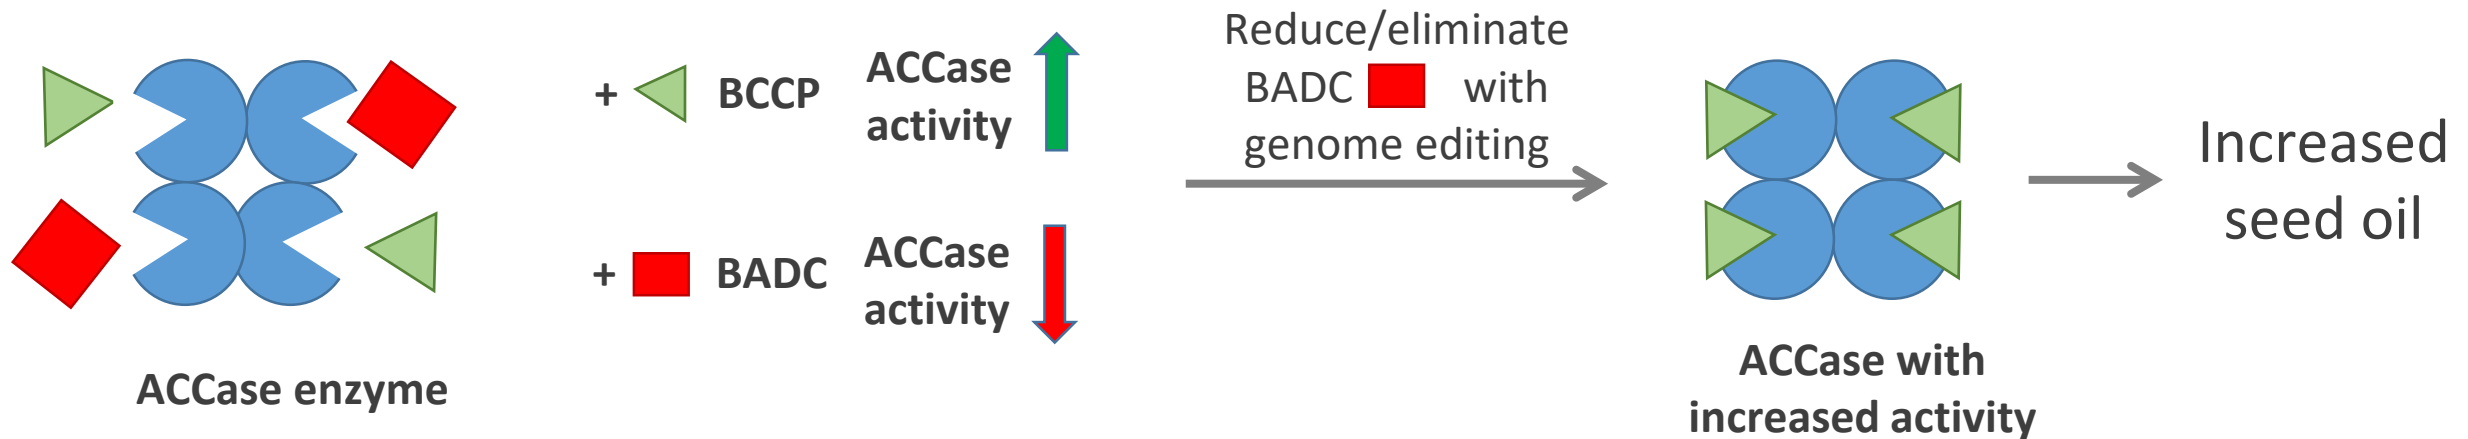 + BCCP
ACCase
activity
+ BADC
ACCase
activity
ACCase enzyme
Reduce/eliminate
BADC with
genome editing
ACCase with
increased activity
Increased
seed oil